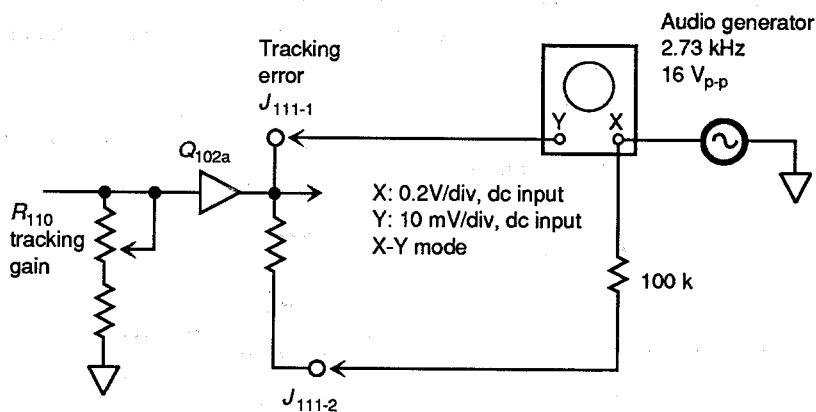 Audio generator
2.73 kHz
16 Vp-p
Tracking
error
J111-1
Y
X
Q102a
X: 0.2V/div, dc input
Y: 10 mV/div, dc input
X-Y mode
R110
tracking
gain
100 k
J111-2